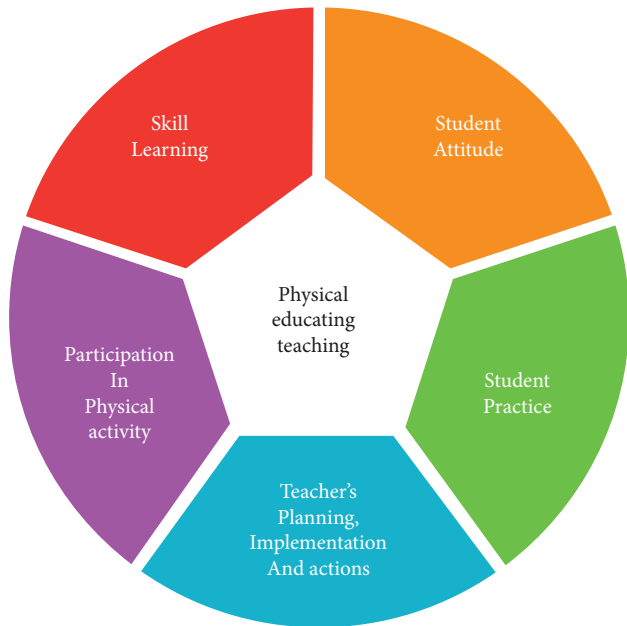 Skill
Learning
Student
Attitude
Physical
educating
teaching
Participation
In
Physical
activity
Student
Practice
Teacher’s
Planning,
Implementation
And actions